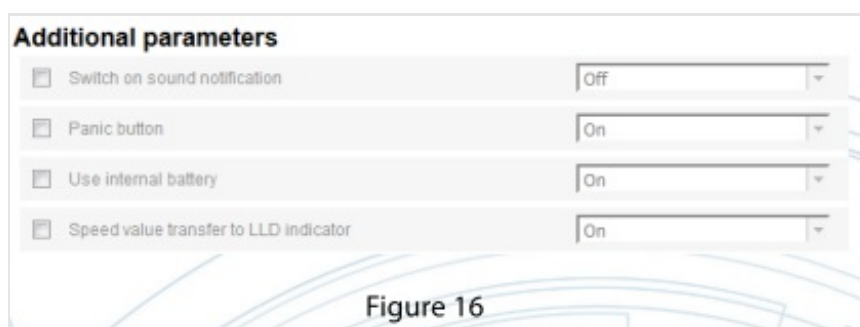 Additional parameters
Switch on sound notification Off
Panic button On
Use internal battery On
Speed value transfer to LLD indicator On
Figure 16